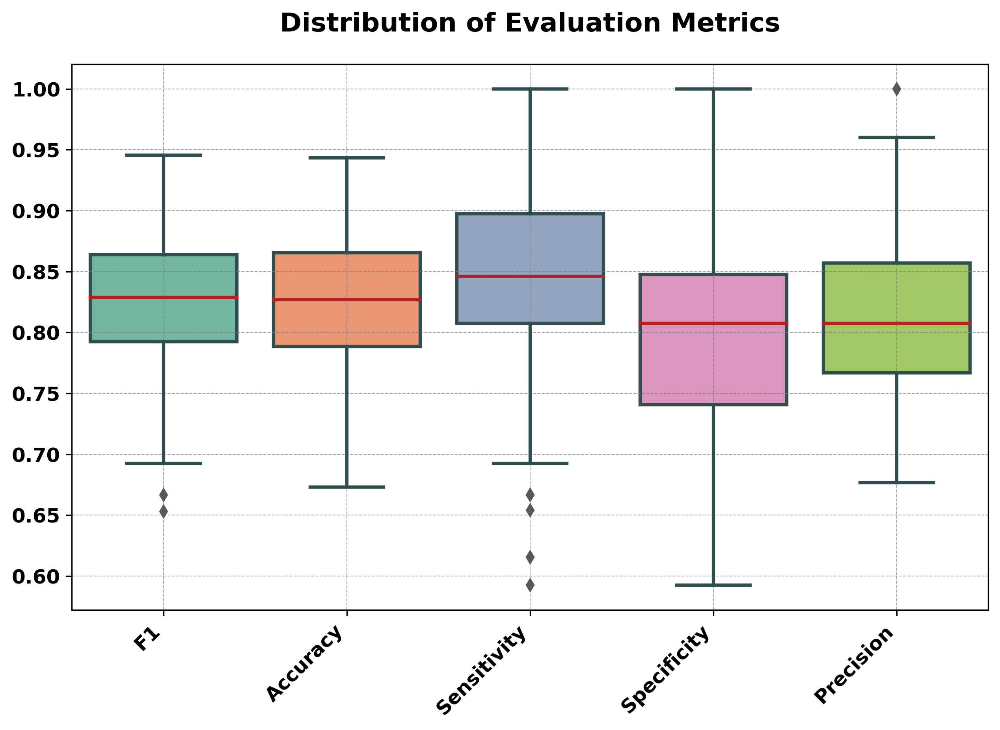 Distribution of Evaluation Metrics
1.00
0.95
0.90
0.85
0.80
0.75
0.70
0.65
0.60
F1
Accuracy
Sensitivity
Specificity
Precision